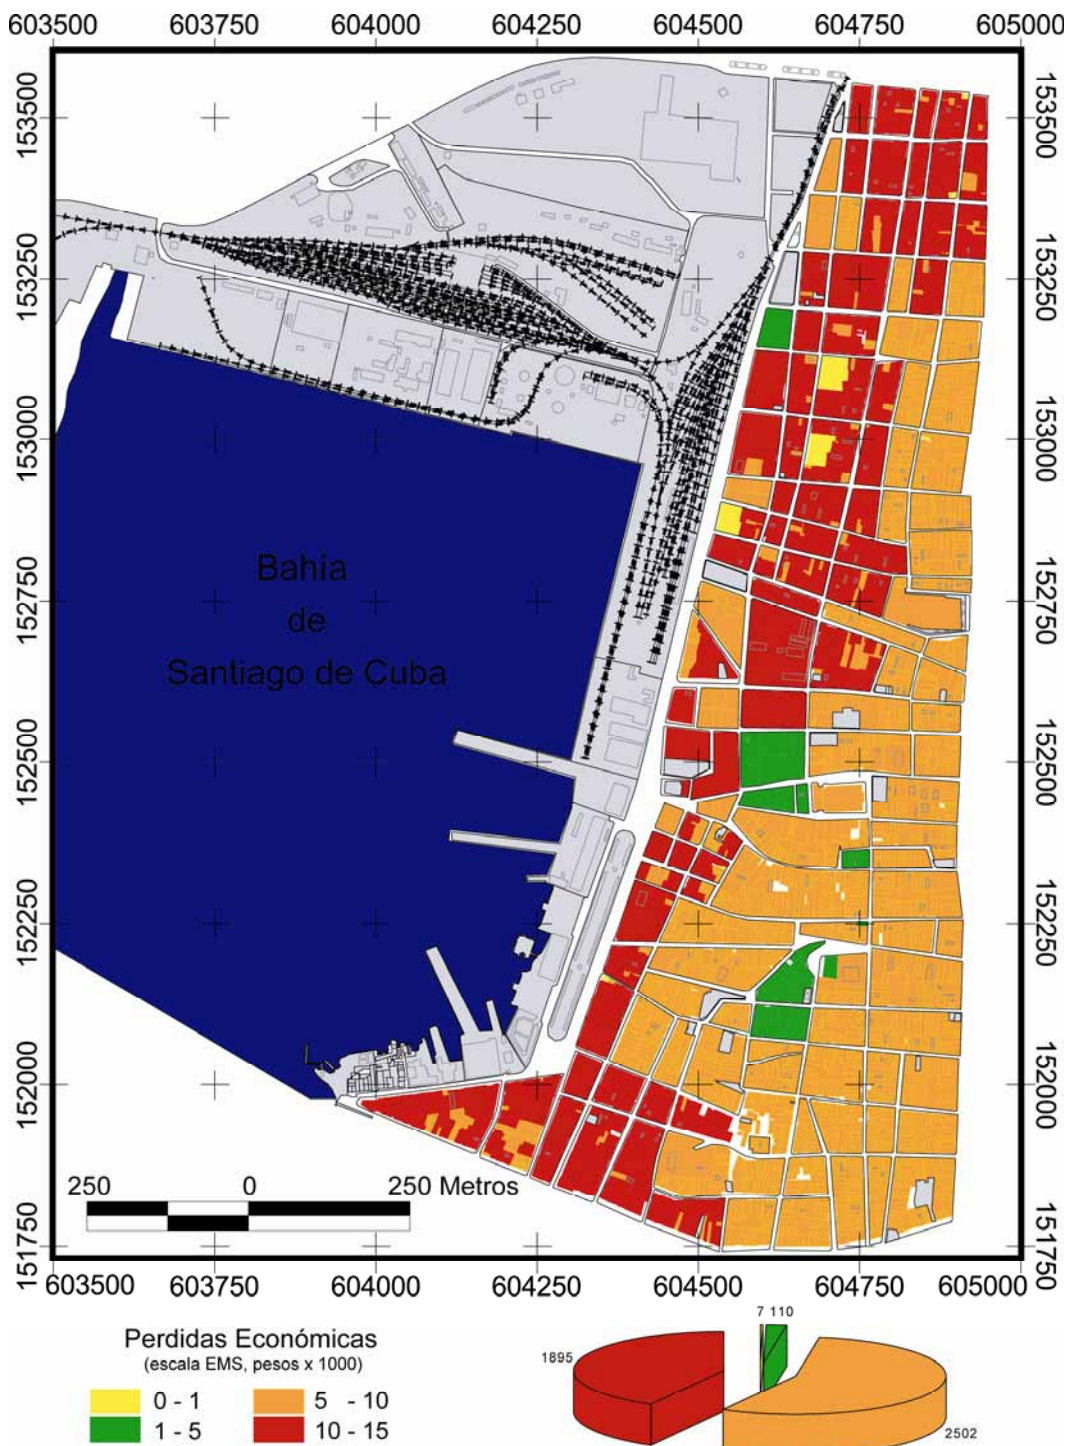 603500 603750 604000 604250 604500 604750 605000
153500 153500
153250 153250
153000 153000
152750 152750
152500 152500
152250 152250
152000 152000
151750 151750
Bahía
de
Santiago de Cuba
250 0 250 Metros
603500 603750 604000 604250 604500 604750 605000
Perdidas Económicas
(escala EMS, pesos x 1000)
0 - 1 5 - 10
1 - 5 10 - 15
7 110
1895
2502